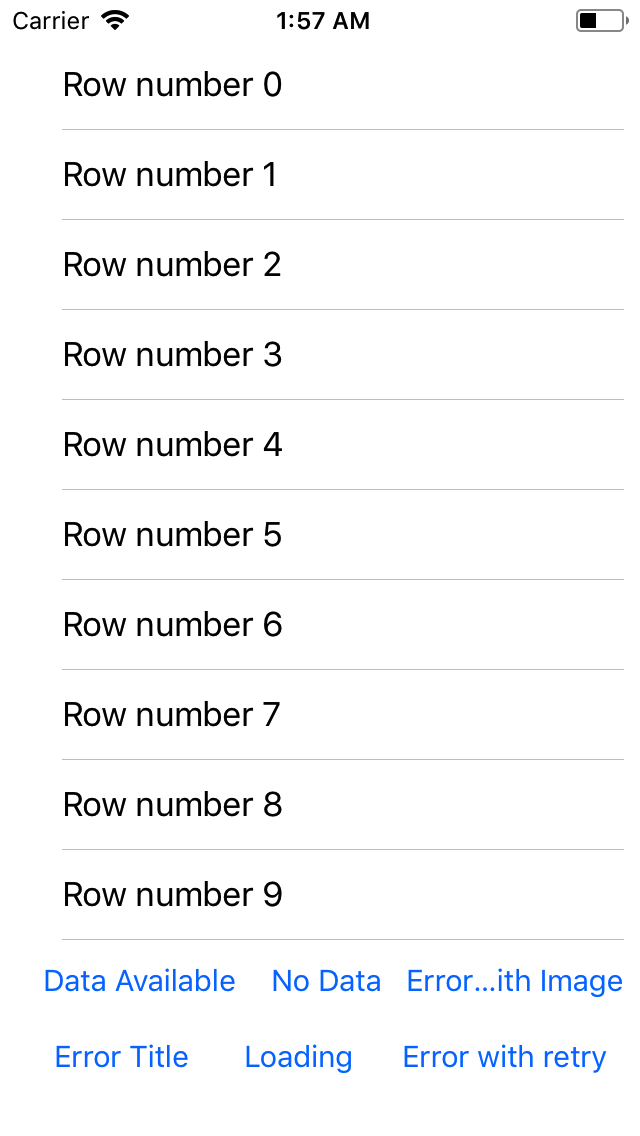 Carrier 1:57 AM
Row number 0
Row number 1
Row number 2
Row number 3
Row number 4
Row number 5
Row number 6
Row number 7
Row number 8
Row number 9
Data Available No Data Error...ith Image
Error Title Loading Error with retry